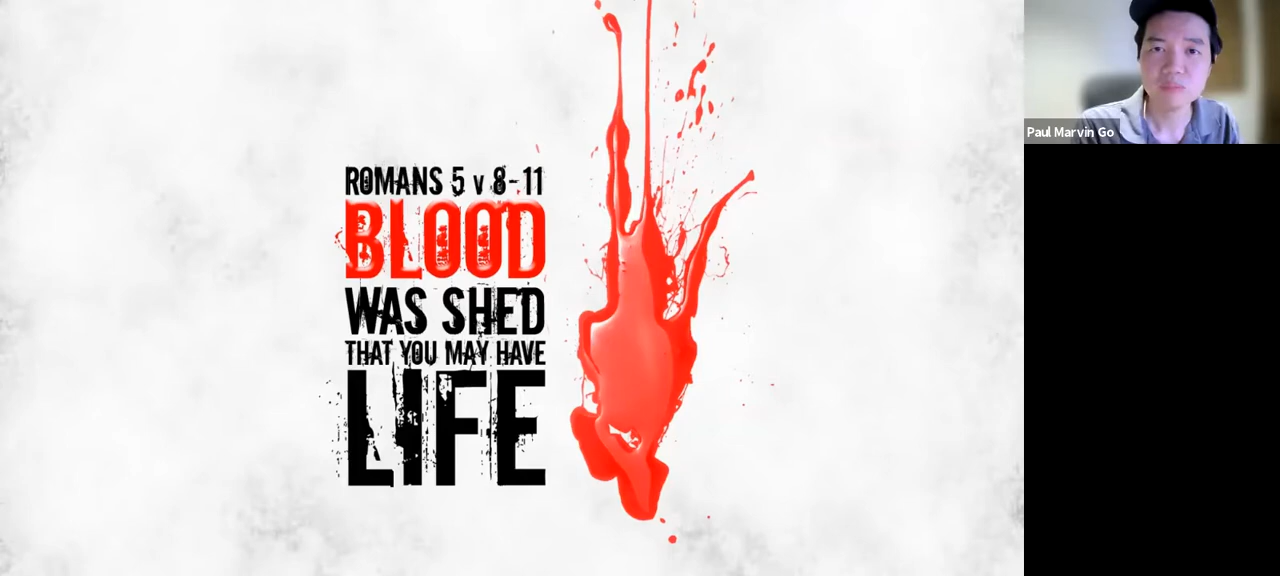 ROMANS 5 v 8-11
BLOOD
WAS SHED
THAT YOU MAY HAVE
LIFE
Paul Marvin Go